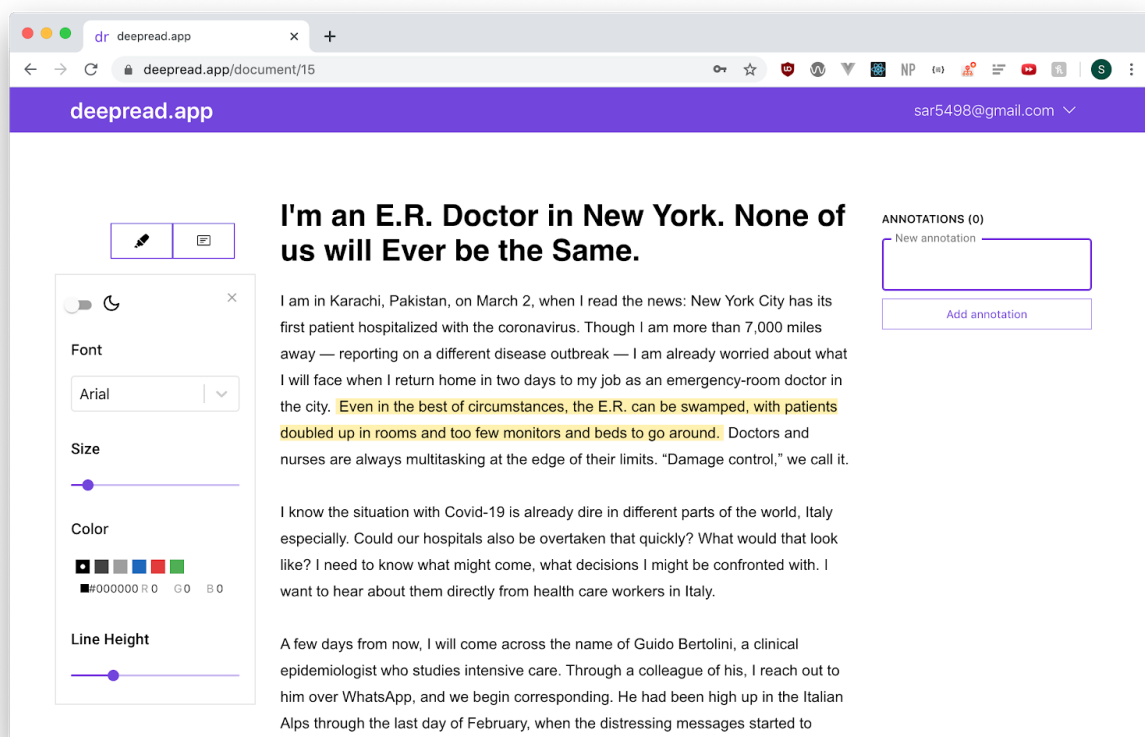 dr deepread.app
deepread.app/document/15
NP
S
deepread.app
sar5498@gmail.com
I'm an E.R. Doctor in New York. None of
us will Ever be the Same.
I am in Karachi, Pakistan, on March 2, when I read the news: New York City has its
first patient hospitalized with the coronavirus. Though I am more than 7,000 miles
away — reporting on a different disease outbreak — I am already worried about what
I will face when I return home in two days to my job as an emergency-room doctor in
the city. Even in the best of circumstances, the E.R. can be swamped, with patients
doubled up in rooms and too few monitors and beds to go around. Doctors and
nurses are always multitasking at the edge of their limits. “Damage control,” we call it.
I know the situation with Covid-19 is already dire in different parts of the world, Italy
especially. Could our hospitals also be overtaken that quickly? What would that look
like? I need to know what might come, what decisions I might be confronted with. I
want to hear about them directly from health care workers in Italy.
A few days from now, I will come across the name of Guido Bertolini, a clinical
epidemiologist who studies intensive care. Through a colleague of his, I reach out to
him over WhatsApp, and we begin corresponding. He had been high up in the Italian
Alps through the last day of February, when the distressing messages started to
Font
Arial
Size
Color
#000000 R 0 G 0 B 0
Line Height
ANNOTATIONS (0)
New annotation
Add annotation